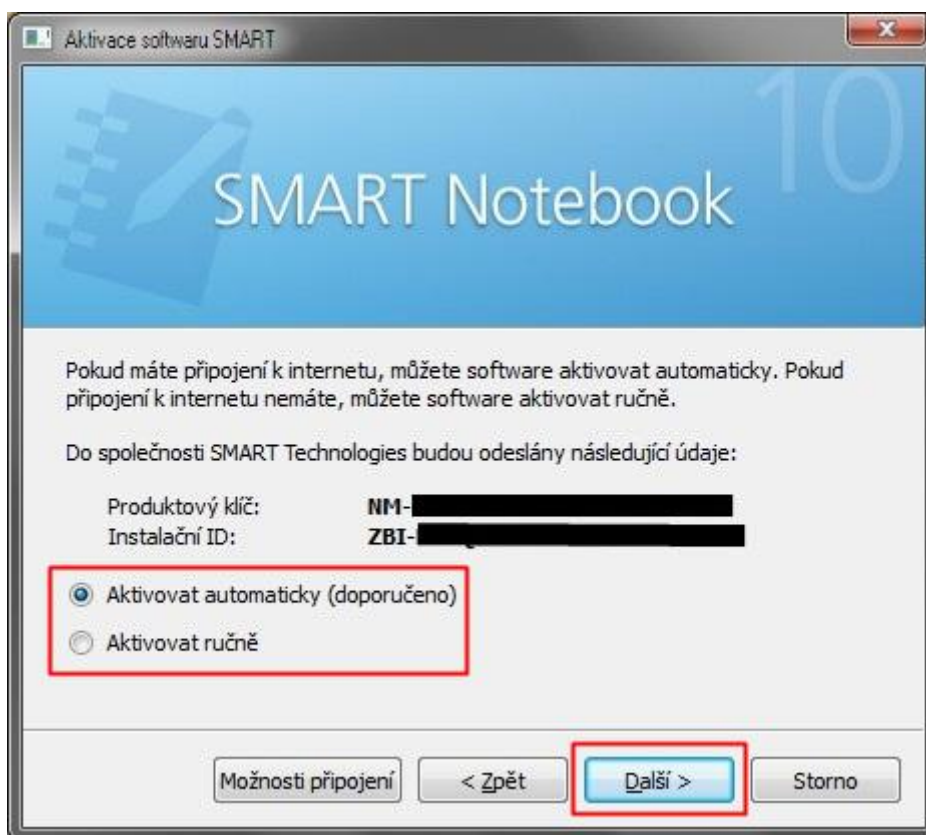 Aktivace softwaru SMART
10
SMART Notebook
Pokud máte připojení k internetu, můžete software aktivovat automaticky. Pokud
připojení k internetu nemáte, můžete software aktivovat ručně.
Do společnosti SMART Technologies budou odeslány následující údaje:
Produktový klíč: NM-
Instalační ID: ZBI-
Aktivovat automaticky (doporučeno)
Aktivovat ručně
Možnosti připojení < Zpět Další > Storno